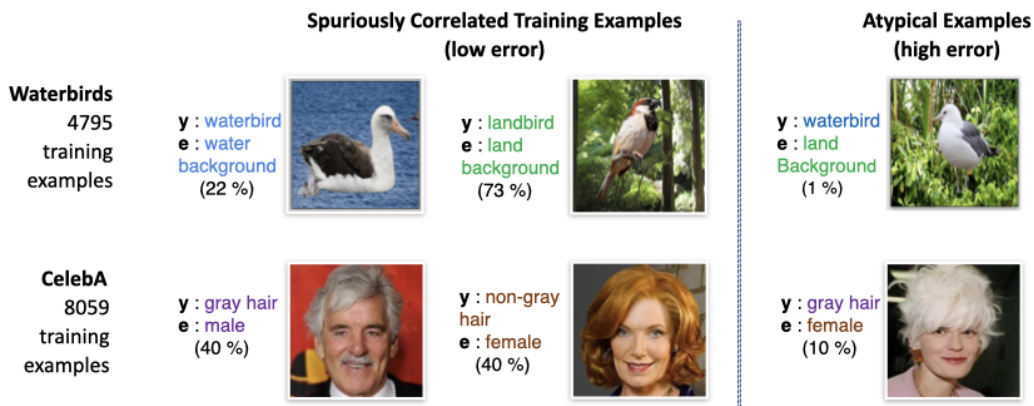 Spuriously Correlated Training Examples
(low error)
Atypical Examples
(high error)
Waterbirds
4795
training
examples
y : waterbird
e : water
background
(22 %)
y : landbird
e : land
background
(73 %)
y : waterbird
e : land
Background
(1 %)
CelebA
8059
training
examples
y : gray hair
e : male
(40 %)
y : non-gray
hair
e : female
(40 %)
y : gray hair
e : female
(10 %)